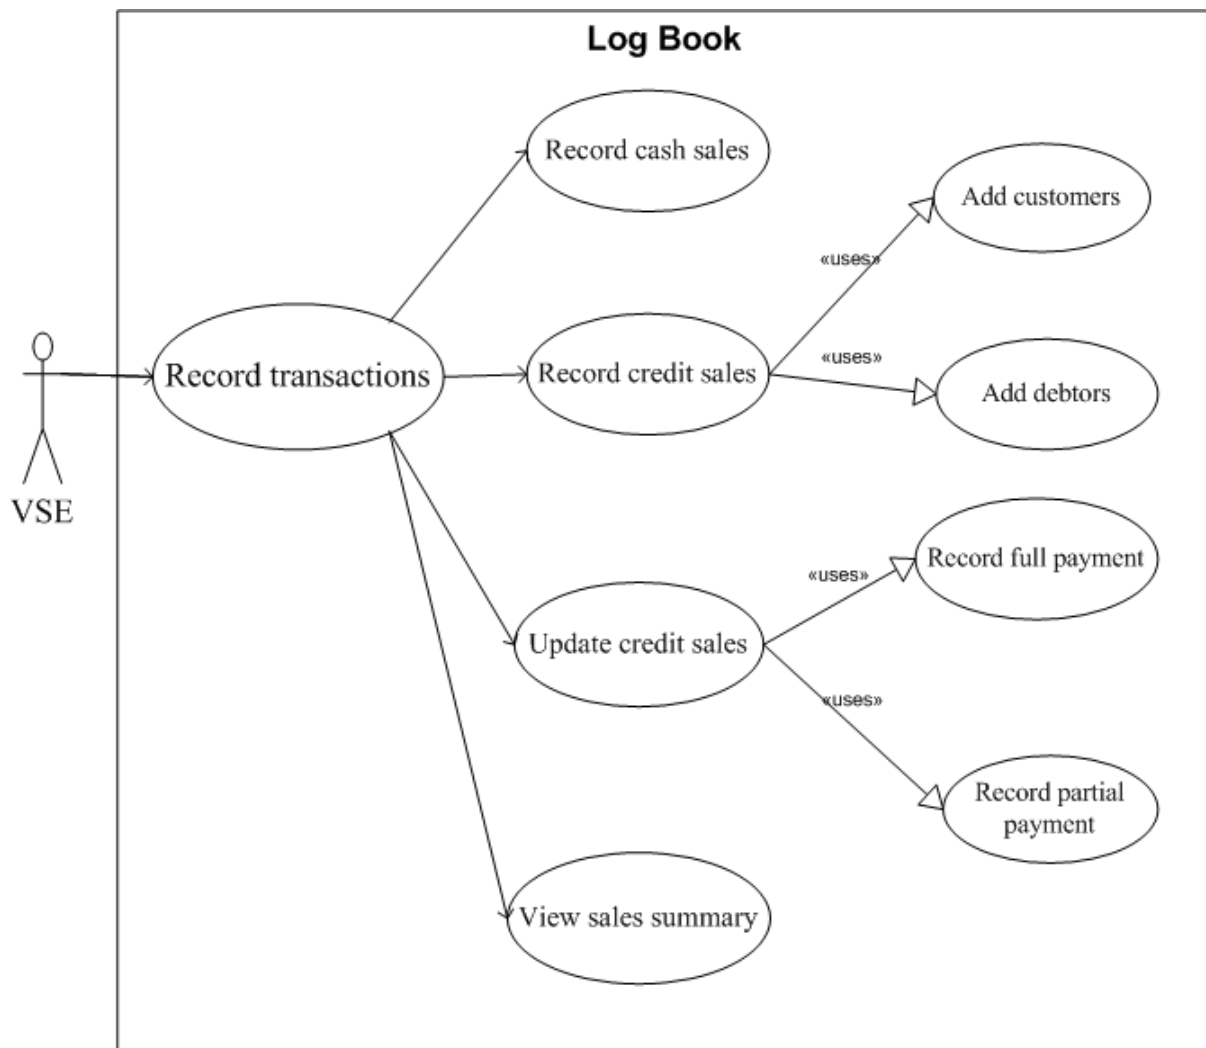 Log Book
Record cash sales
Add customers
«uses»
«uses»
Record transactions
Record credit sales
Add debtors
VSE
Record full payment
«uses»
Update credit sales
«uses»
Record partial
payment
View sales summary